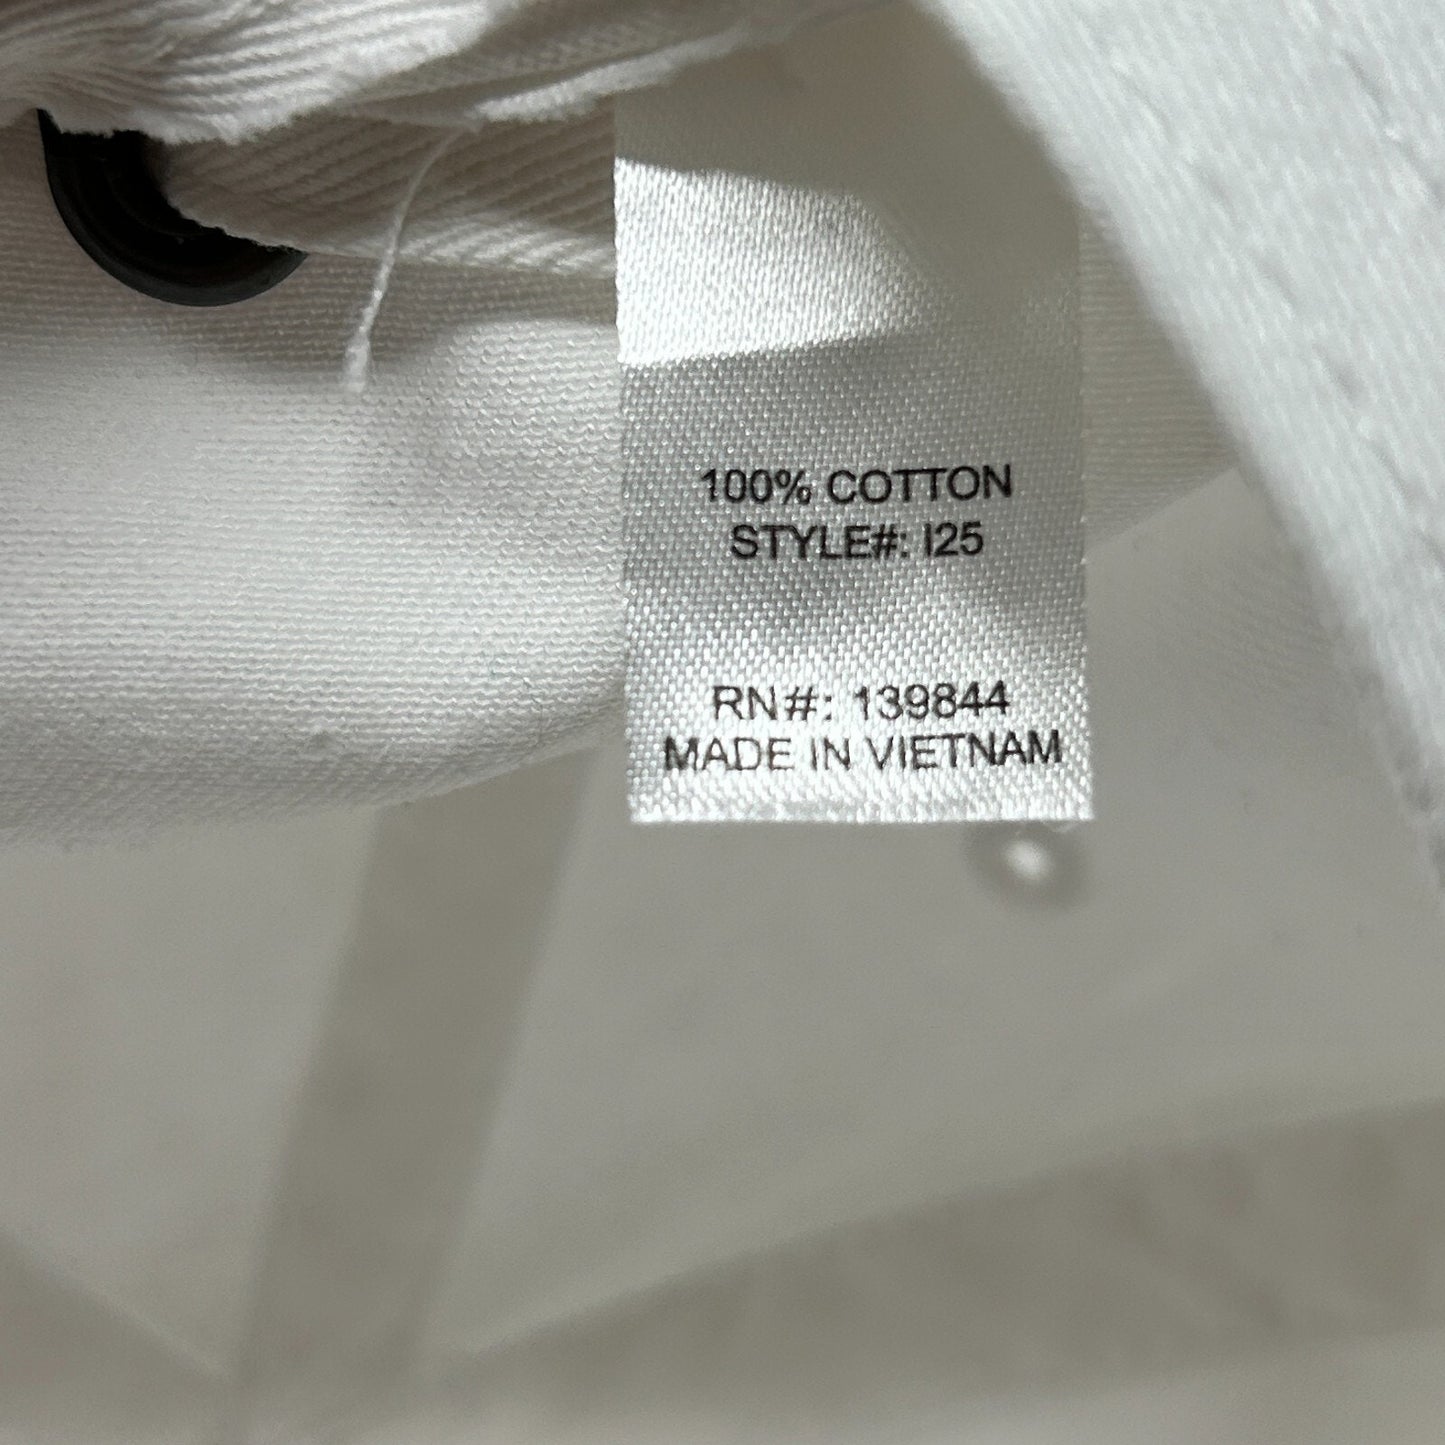 100% COTTON
STYLE#: I25
RN#: 139844
MADE IN VIETNAM